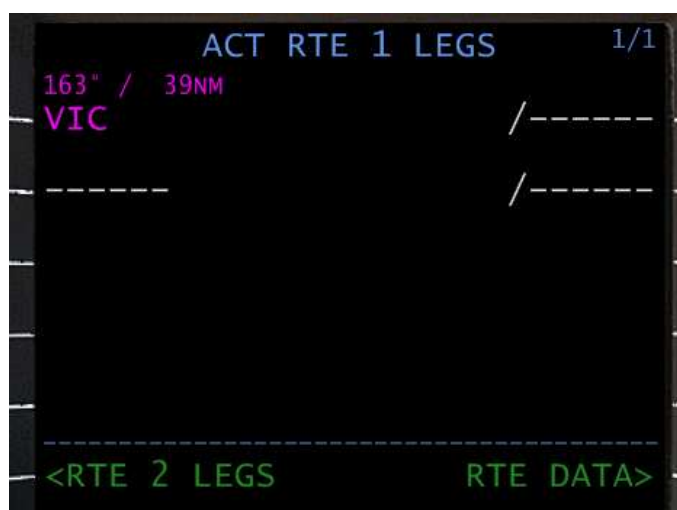 ACT RTE 1 LEGS 1/1
163° / 39NM
VIC /------
------ /------
--------------------------------------------
<RTE 2 LEGS RTE DATA>